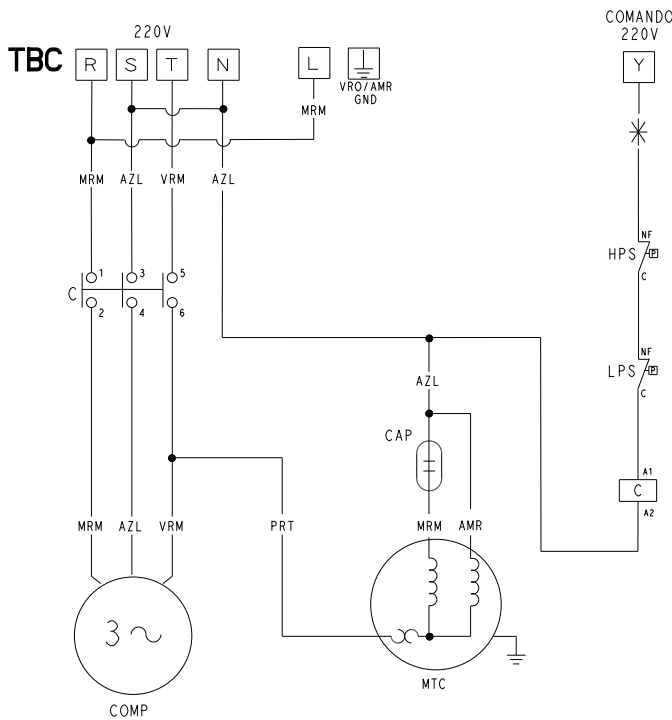 COMANDO
220V
220V
TBC R S T N L Y
VRO/AMR
GND
MRM
MRM AZL VRM AZL
NF
HPS P
C
1 3 5
C
2 4 6
NF
LPS P
C
AZL
CAP
A1
C
A2
MRM AZL VRM PRT MRM AMR
3
MTC
COMP